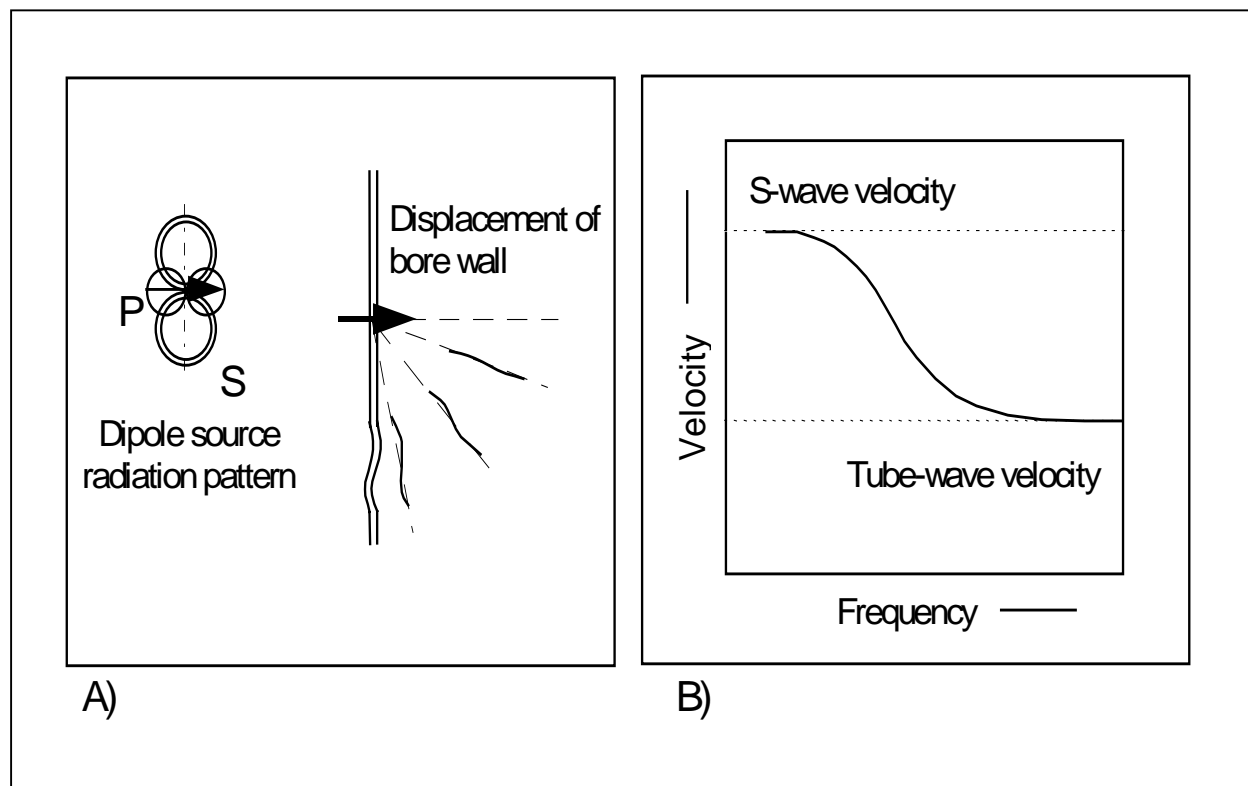 P
S
Dipole source
radiation pattern
Displacement of
bore wall
A)
S-wave velocity
Velocity
Tube-wave velocity
Frequency
B)